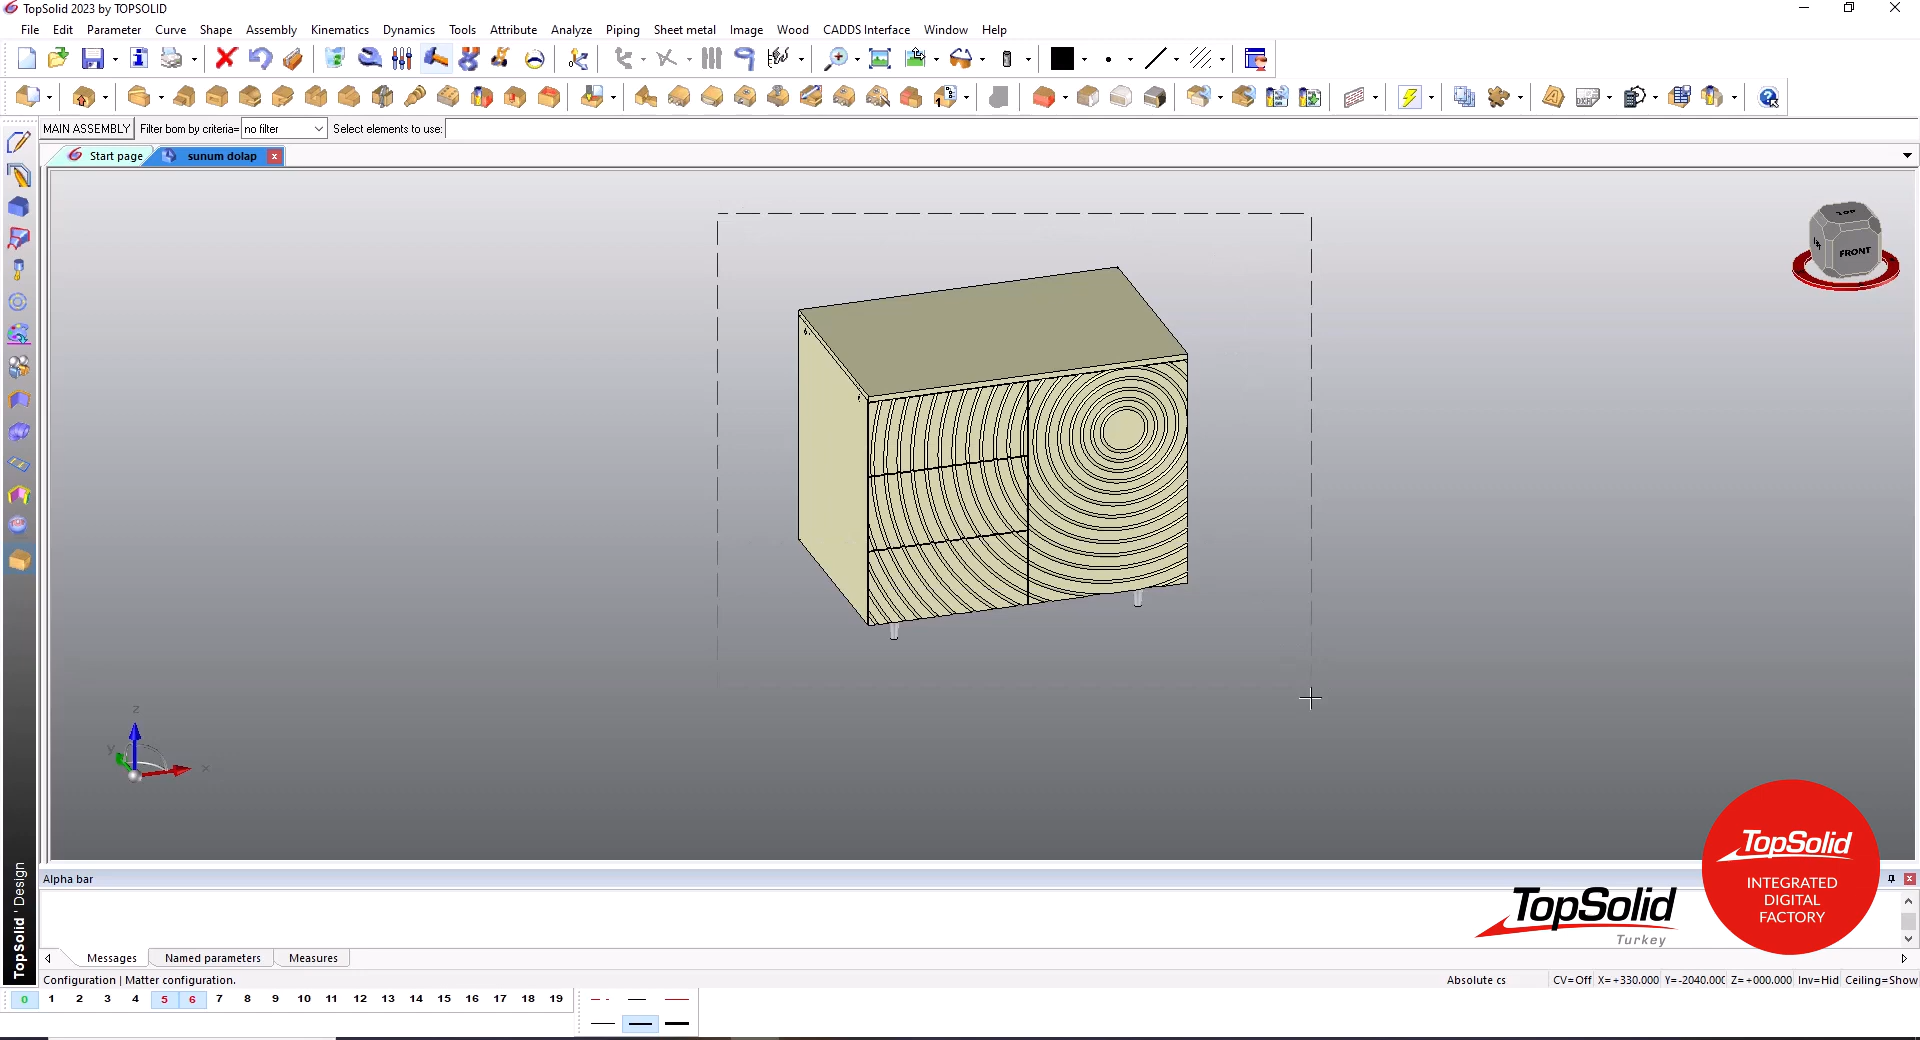 TopSolid 2023 by TOPSOLID
File Edit Parameter Curve Shape Assembly Kinematics Dynamics Tools Attribute Analyze Piping Sheet metal Image Wood CADDS Interface Window Help
MAIN ASSEMBLY Filter bom by criteria= no filter Select elements to use:
Start page sunum dolap
TOP
FRONT
z
y
x
TopSolid
INTEGRATED
DIGITAL
FACTORY
TopSolid
Turkey
TopSolid ' Design
Alpha bar
Messages Named parameters Measures
Configuration | Matter configuration. Absolute cs CV=Off X=+330.000 Y=-2040.000 Z=+000.000 Inv=Hid Ceiling=Show
0 1 2 3 4 5 6 7 8 9 10 11 12 13 14 15 16 17 18 19